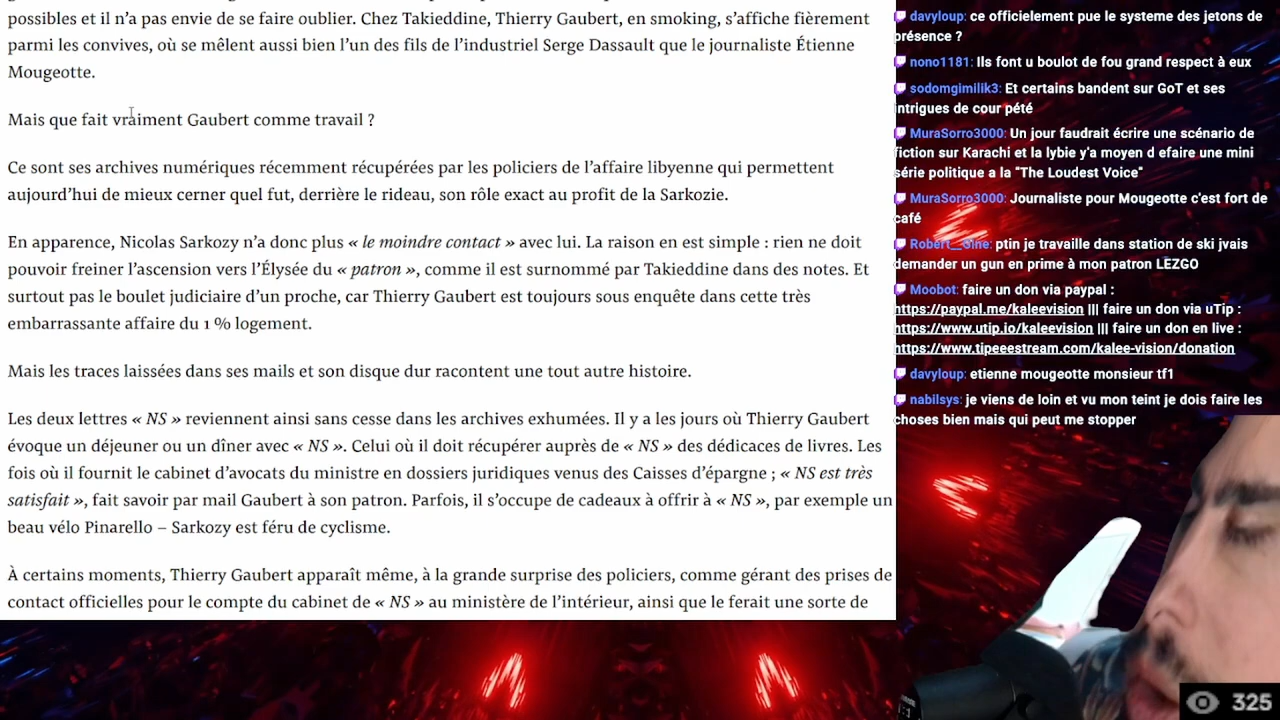 possibles et il n’a pas envie de se faire oublier. Chez Takieddine, Thierry Gaubert, en smoking, s’affiche fièrement
parmi les convives, où se mêlent aussi bien l’un des fils de l’industriel Serge Dassault que le journaliste Étienne
Mougeotte.
Mais que fait vraiment Gaubert comme travail ?
Ce sont ses archives numériques récemment récupérées par les policiers de l’affaire libyenne qui permettent
aujourd’hui de mieux cerner quel fut, derrière le rideau, son rôle exact au profit de la Sarkozie.
En apparence, Nicolas Sarkozy n’a donc plus « le moindre contact » avec lui. La raison en est simple : rien ne doit
pouvoir freiner l’ascension vers l’Élysée du « patron », comme il est surnommé par Takieddine dans des notes. Et
surtout pas le boulet judiciaire d’un proche, car Thierry Gaubert est toujours sous enquête dans cette très
embarrassante affaire du 1 % logement.
Mais les traces laissées dans ses mails et son disque dur racontent une tout autre histoire.
Les deux lettres « NS » reviennent ainsi sans cesse dans les archives exhumées. Il y a les jours où Thierry Gaubert
évoque un déjeuner ou un dîner avec « NS ». Celui où il doit récupérer auprès de « NS » des dédicaces de livres. Les
fois où il fournit le cabinet d’avocats du ministre en dossiers juridiques venus des Caisses d’épargne ; « NS est très
satisfait », fait savoir par mail Gaubert à son patron. Parfois, il s’occupe de cadeaux à offrir à « NS », par exemple un
beau vélo Pinarello – Sarkozy est féru de cyclisme.
À certains moments, Thierry Gaubert apparaît même, à la grande surprise des policiers, comme gérant des prises de
contact officielles pour le compte du cabinet de « NS » au ministère de l’intérieur, ainsi que le ferait une sorte de
davyloup: ce officielement pue le systeme des jetons de
présence ?
nono1181: Ils font u boulot de fou grand respect à eux
sodomgimilik3: Et certains bandent sur GoT et ses
intrigues de cour pété
MuraSorro3000: Un jour faudrait écrire une scénario de
fiction sur Karachi et la lybie y'a moyen d efaire une mini
série politique a la "The Loudest Voice"
MuraSorro3000: Journaliste pour Mougeotte c'est fort de
café
ptin je travaille dans station de ski jvais
demander un gun en prime à mon patron LEZGO
Moobot: faire un don via paypal :
https://paypal.me/kaleevision ||| faire un don via uTip :
https://www.utip.io/kaleevision ||| faire un don en live :
https://www.tipeeestream.com/kalee-vision/donation
davyloup: etienne mougeotte monsieur tf1
nabilsys: je viens de loin et vu mon teint je dois faire les
choses bien mais qui peut me stopper
325